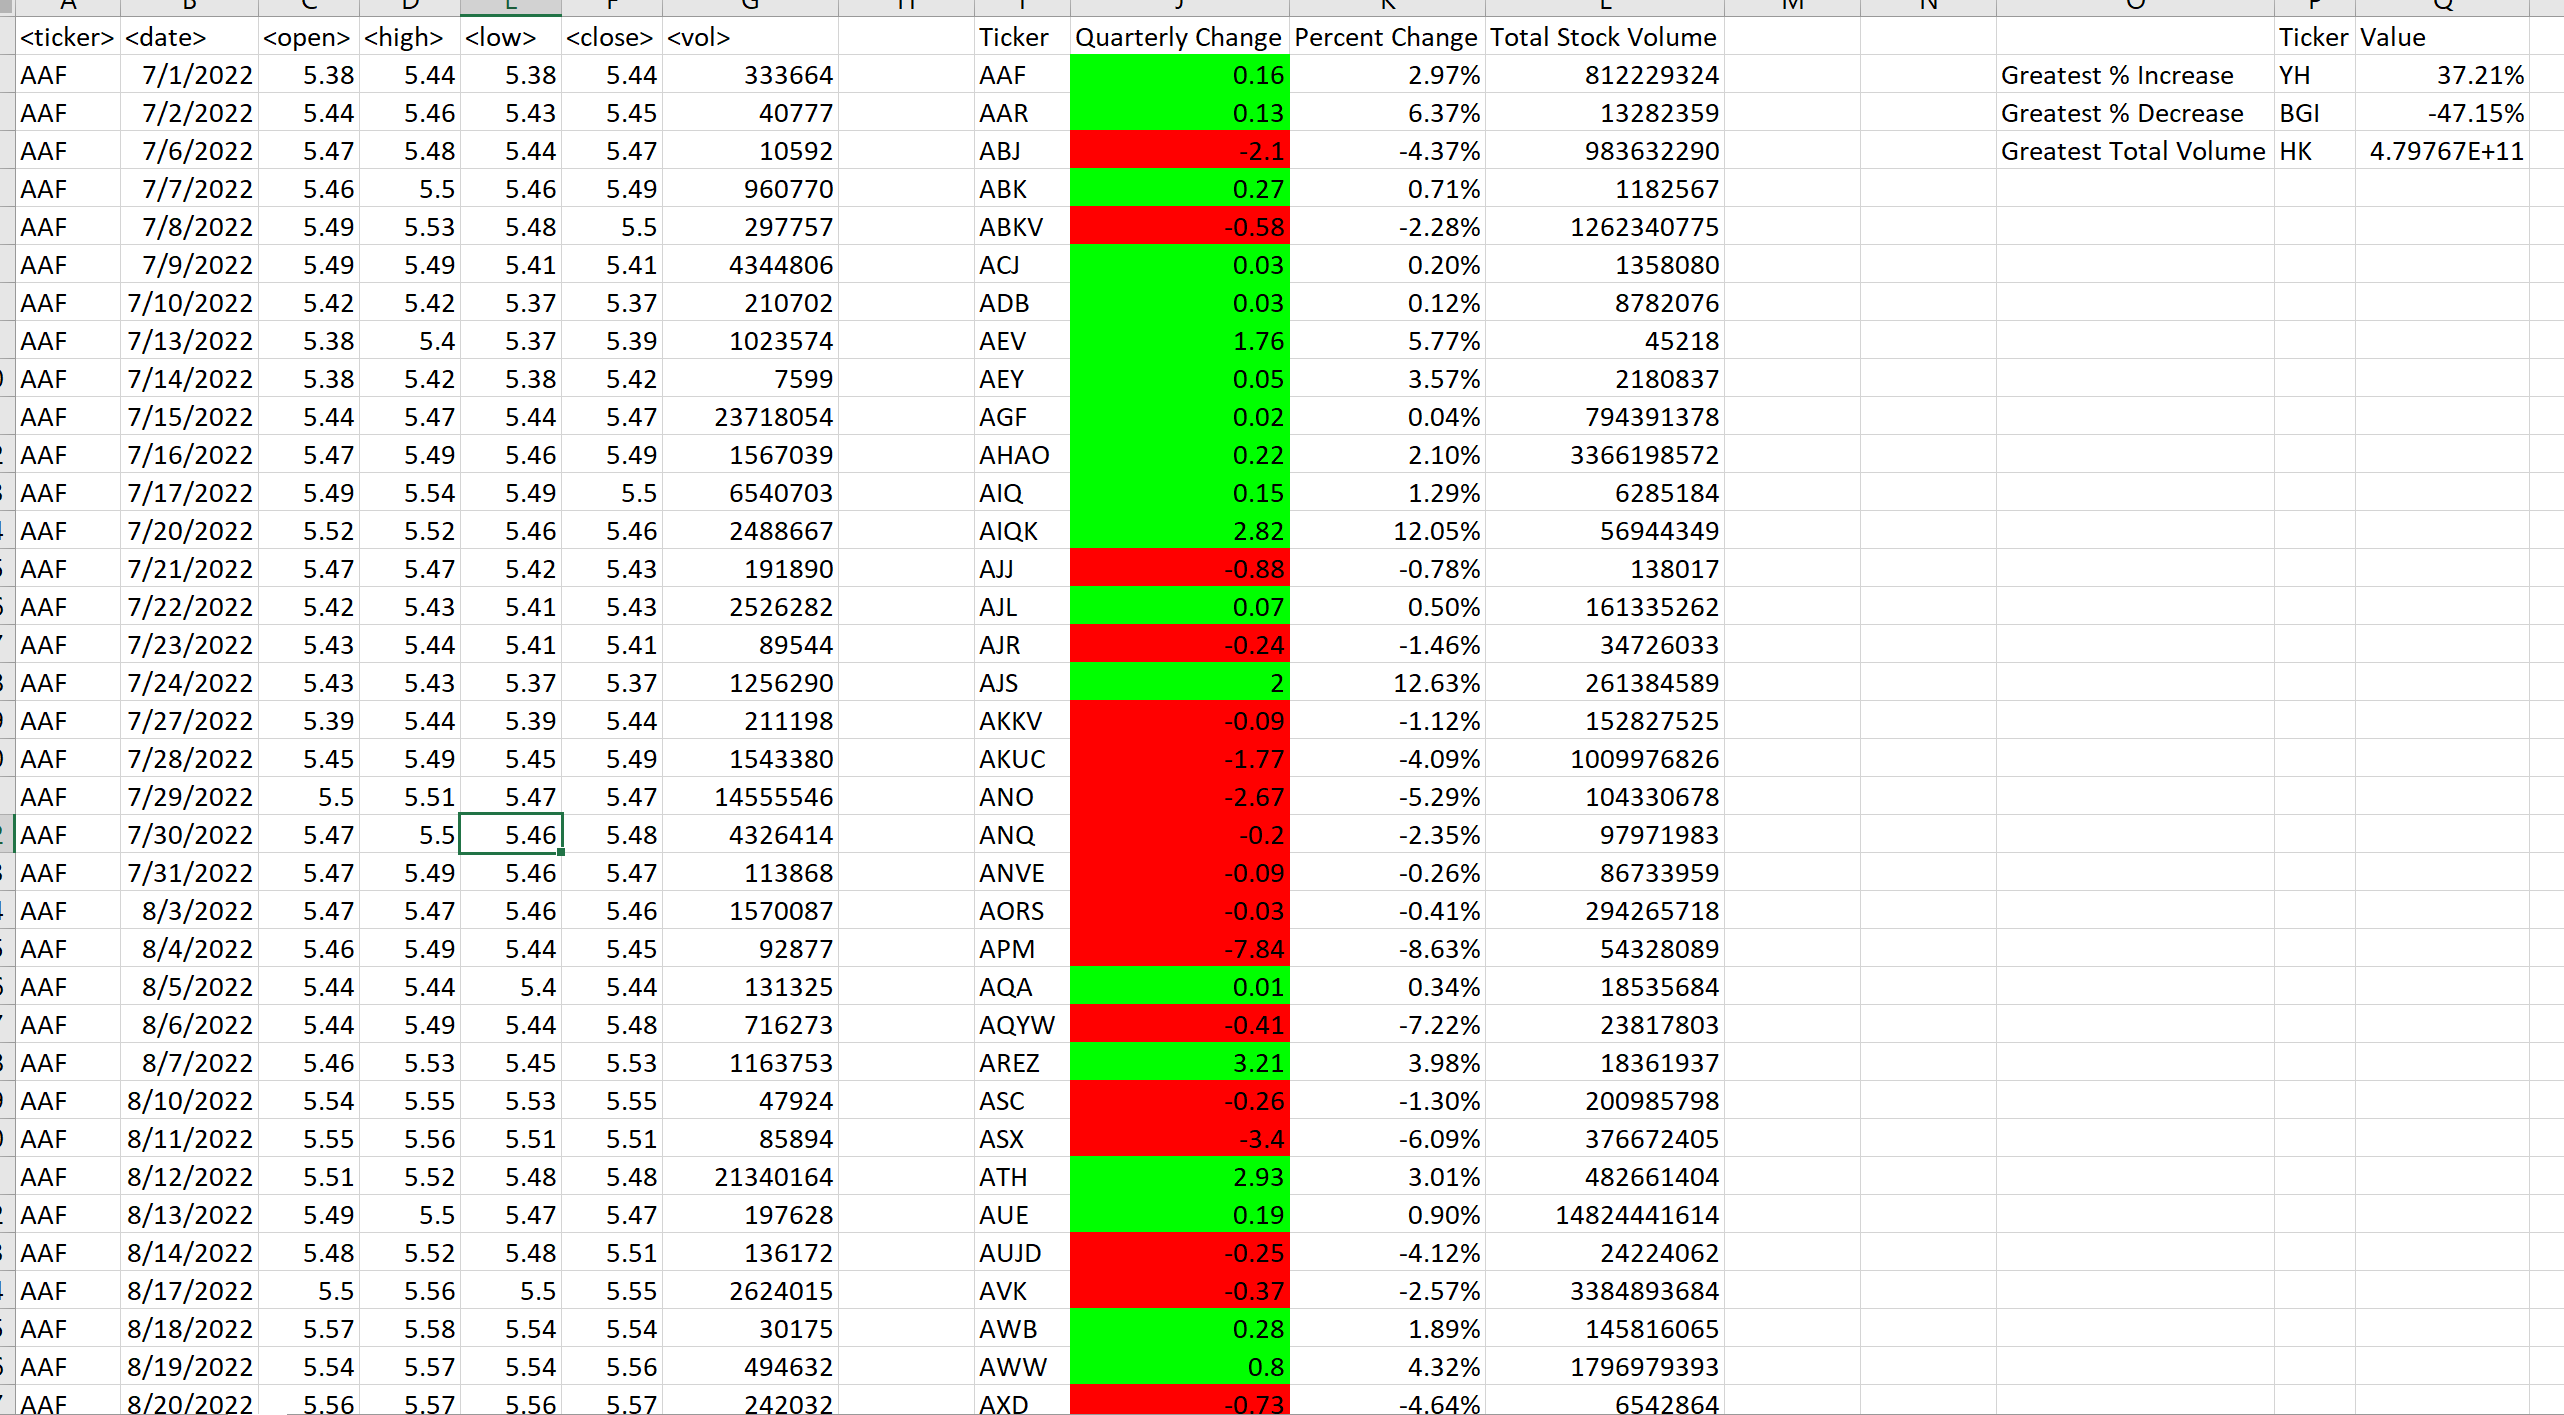 <ticker> <date> <open> <high> <low> <close> <vol> Ticker Quarterly Change Percent Change Total Stock Volume Ticker Value
AAF 7/1/2022 5.38 5.44 5.38 5.44 333664 AAF 0.16 2.97% 812229324 Greatest % Increase YH 37.21%
AAF 7/2/2022 5.44 5.46 5.43 5.45 40777 AAR 0.13 6.37% 13282359 Greatest % Decrease BGI -47.15%
AAF 7/6/2022 5.47 5.48 5.44 5.47 10592 ABJ -2.1 -4.37% 983632290 Greatest Total Volume HK 4.79767E+11
AAF 7/7/2022 5.46 5.5 5.46 5.49 960770 ABK 0.27 0.71% 1182567
AAF 7/8/2022 5.49 5.53 5.48 5.5 297757 ABKV -0.58 -2.28% 1262340775
AAF 7/9/2022 5.49 5.49 5.41 5.41 4344806 ACJ 0.03 0.20% 1358080
AAF 7/10/2022 5.42 5.42 5.37 5.37 210702 ADB 0.03 0.12% 8782076
AAF 7/13/2022 5.38 5.4 5.37 5.39 1023574 AEV 1.76 5.77% 45218
AAF 7/14/2022 5.38 5.42 5.38 5.42 7599 AEY 0.05 3.57% 2180837
AAF 7/15/2022 5.44 5.47 5.44 5.47 23718054 AGF 0.02 0.04% 794391378
AAF 7/16/2022 5.47 5.49 5.46 5.49 1567039 AHAO 0.22 2.10% 3366198572
AAF 7/17/2022 5.49 5.54 5.49 5.5 6540703 AIQ 0.15 1.29% 6285184
AAF 7/20/2022 5.52 5.52 5.46 5.46 2488667 AIQK 2.82 12.05% 56944349
AAF 7/21/2022 5.47 5.47 5.42 5.43 191890 AJJ -0.88 -0.78% 138017
AAF 7/22/2022 5.42 5.43 5.41 5.43 2526282 AJL 0.07 0.50% 161335262
AAF 7/23/2022 5.43 5.44 5.41 5.41 89544 AJR -0.24 -1.46% 34726033
AAF 7/24/2022 5.43 5.43 5.37 5.37 1256290 AJS 2 12.63% 261384589
AAF 7/27/2022 5.39 5.44 5.39 5.44 211198 AKKV -0.09 -1.12% 152827525
AAF 7/28/2022 5.45 5.49 5.45 5.49 1543380 AKUC -1.77 -4.09% 1009976826
AAF 7/29/2022 5.5 5.51 5.47 5.47 14555546 ANO -2.67 -5.29% 104330678
AAF 7/30/2022 5.47 5.5 5.46 5.48 4326414 ANQ -0.2 -2.35% 97971983
AAF 7/31/2022 5.47 5.49 5.46 5.47 113868 ANVE -0.09 -0.26% 86733959
AAF 8/3/2022 5.47 5.47 5.46 5.46 1570087 AORS -0.03 -0.41% 294265718
AAF 8/4/2022 5.46 5.49 5.44 5.45 92877 APM -7.84 -8.63% 54328089
AAF 8/5/2022 5.44 5.44 5.4 5.44 131325 AQA 0.01 0.34% 18535684
AAF 8/6/2022 5.44 5.49 5.44 5.48 716273 AQYW -0.41 -7.22% 23817803
AAF 8/7/2022 5.46 5.53 5.45 5.53 1163753 AREZ 3.21 3.98% 18361937
AAF 8/10/2022 5.54 5.55 5.53 5.55 47924 ASC -0.26 -1.30% 200985798
AAF 8/11/2022 5.55 5.56 5.51 5.51 85894 ASX -3.4 -6.09% 376672405
AAF 8/12/2022 5.51 5.52 5.48 5.48 21340164 ATH 2.93 3.01% 482661404
AAF 8/13/2022 5.49 5.5 5.47 5.47 197628 AUE 0.19 0.90% 14824441614
AAF 8/14/2022 5.48 5.52 5.48 5.51 136172 AUJD -0.25 -4.12% 24224062
AAF 8/17/2022 5.5 5.56 5.5 5.55 2624015 AVK -0.37 -2.57% 3384893684
AAF 8/18/2022 5.57 5.58 5.54 5.54 30175 AWB 0.28 1.89% 145816065
AAF 8/19/2022 5.54 5.57 5.54 5.56 494632 AWW 0.8 4.32% 1796979393
AAF 8/20/2022 5.56 5.57 5.56 5.57 242032 AXD -0.73 -4.64% 6542864